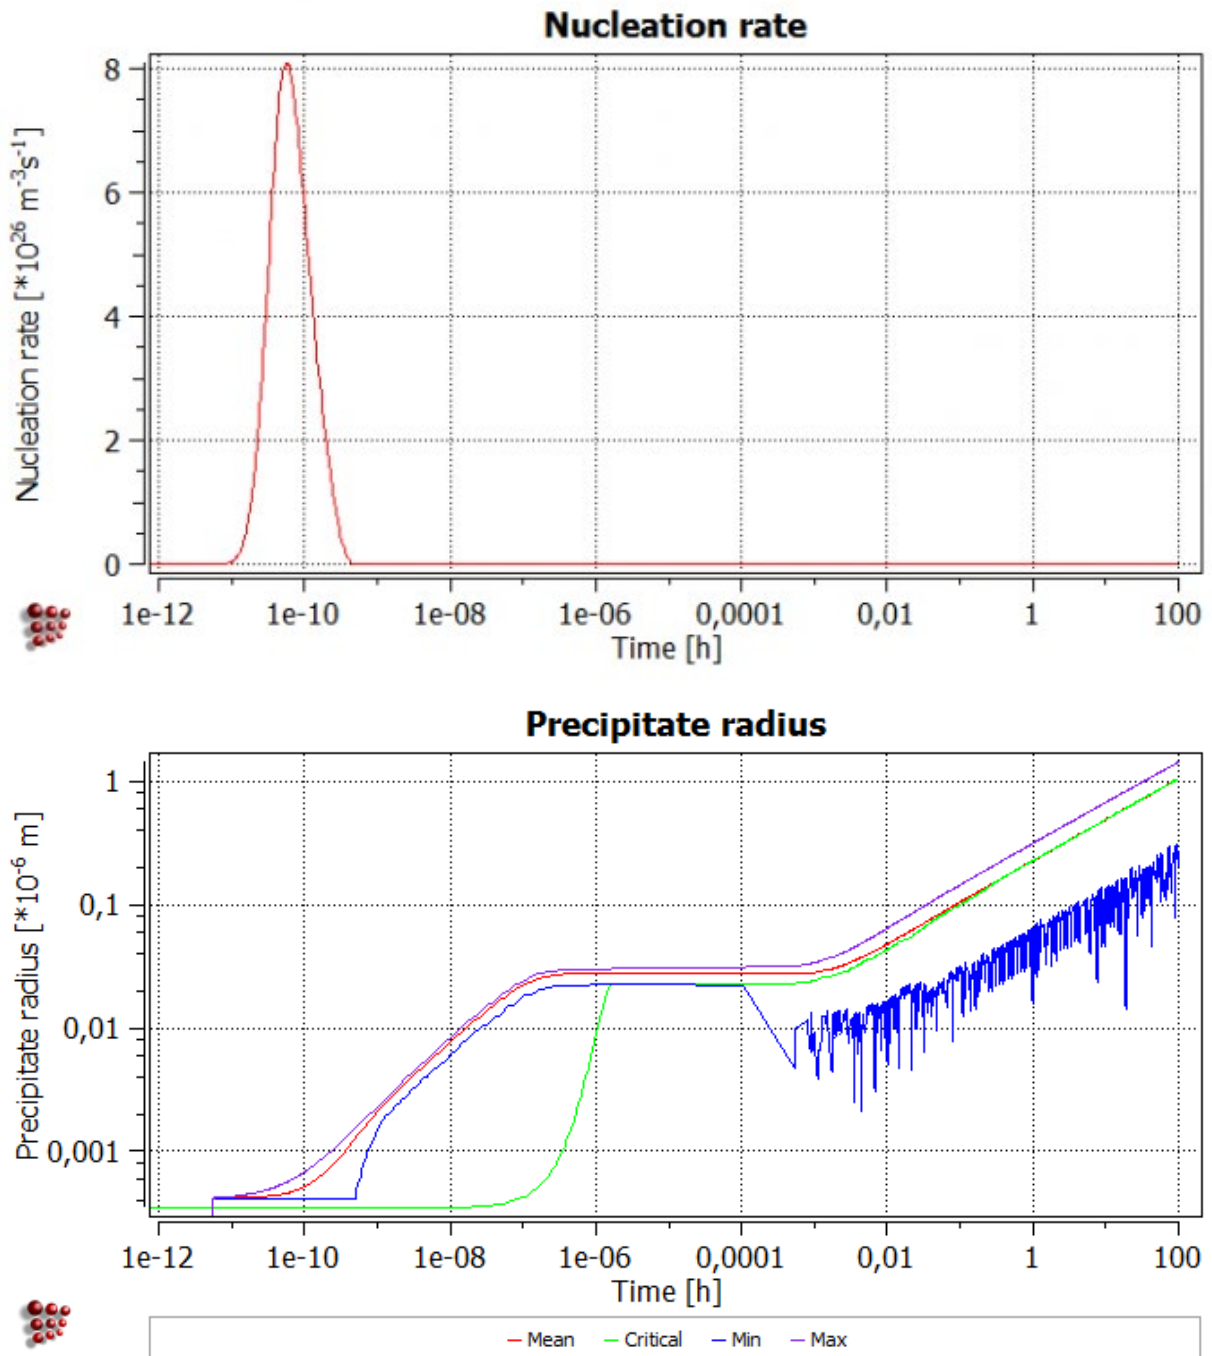 Nucleation rate
Nucleation rate [*10²⁶ m⁻³s⁻¹]
8
6
4
2
0
1e-12 1e-10 1e-08 1e-06 0,0001 0,01 1 100
Time [h]
Precipitate radius
Precipitate radius [*10⁻⁶ m]
1
0,1
0,01
0,001
1e-12 1e-10 1e-08 1e-06 0,0001 0,01 1 100
Time [h]
Mean Critical Min Max